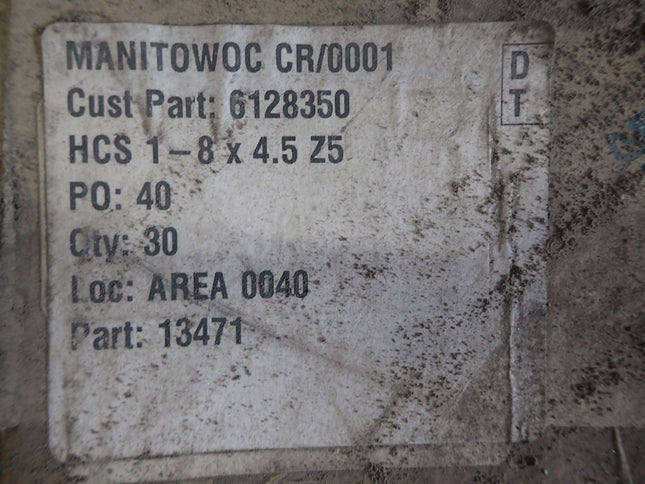 MANITOWOC CR/0001
Cust Part: 6128350
HCS 1-8 x 4.5 Z5
PO: 40
Qty: 30
Loc: AREA 0040
Part: 13471
D
T